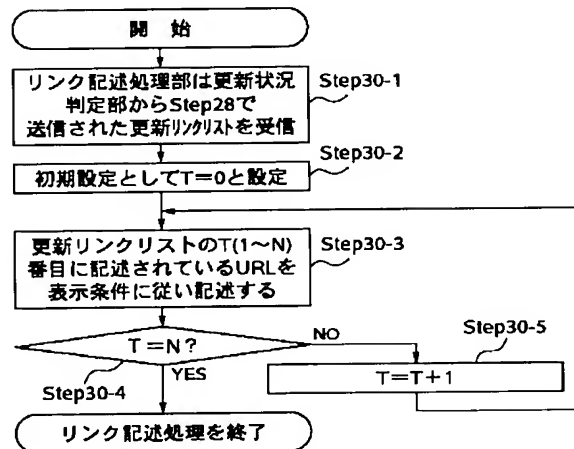 開 始
リンク記述処理部は更新状況
判定部からStep28で
送信された更新リンクリストを受信
Step30-1
Step30-2
初期設定としてT=0と設定
更新リンクリストのT(1～N)
番目に記述されているURLを
表示条件に従い記述する
Step30-3
T=N?
NO
Step30-5
Step30-4
YES
T=T+1
リンク記述処理を終了